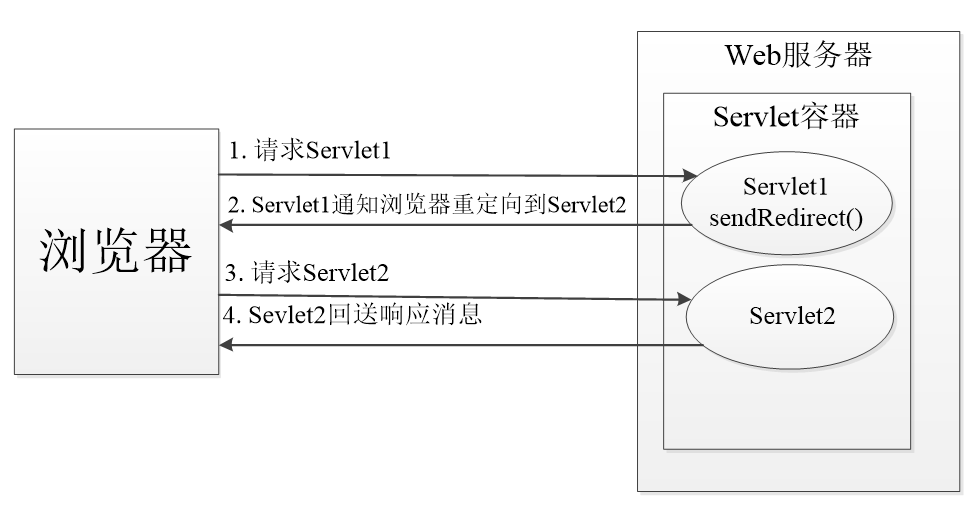 Web服务器
Servlet容器
浏览器
1. 请求Servlet1
Servlet1
sendRedirect()
2. Servlet1通知浏览器重定向到Servlet2
3. 请求Servlet2
Servlet2
4. Sevlet2回送响应消息